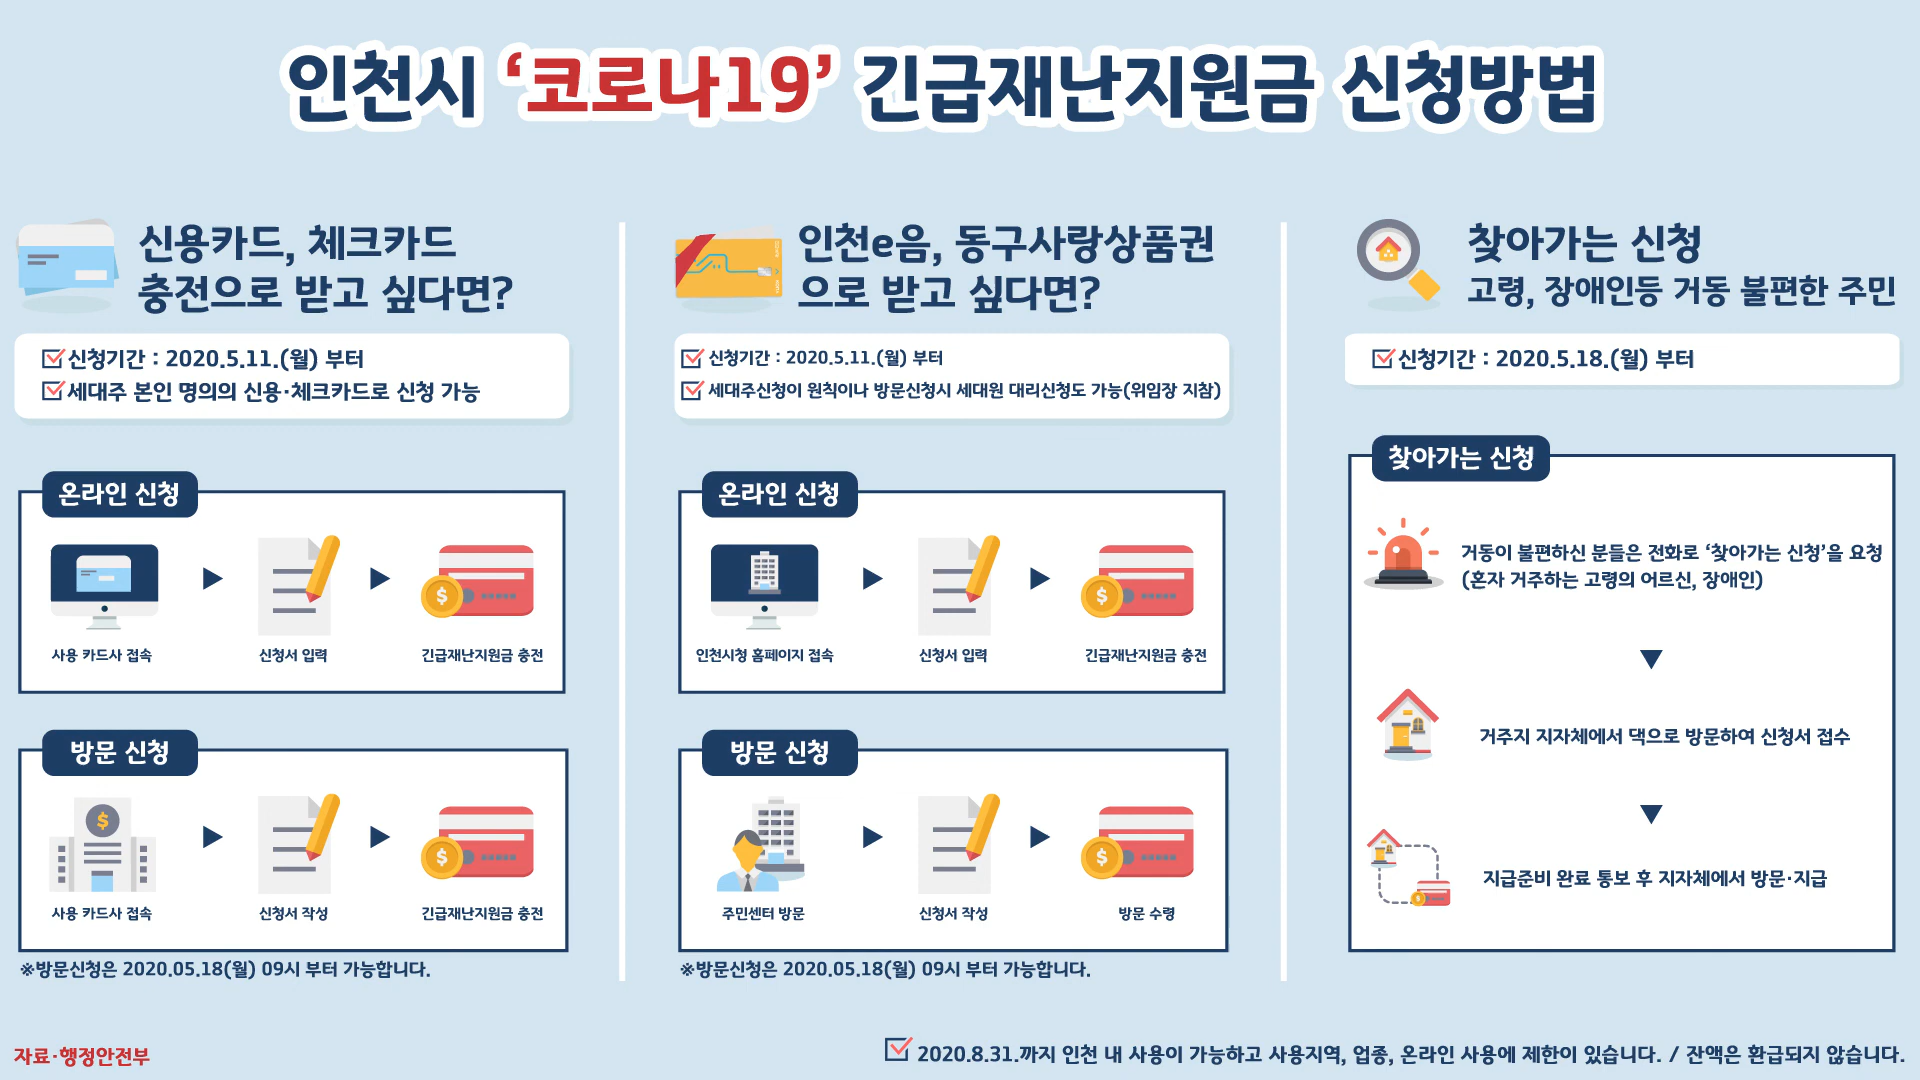 인천시 ‘코로나19’ 긴급재난지원금 신청방법
신용카드, 체크카드
충전으로 받고 싶다면?
신청기간 : 2020.5.11.(월) 부터
세대주 본인 명의의 신용·체크카드로 신청 가능
온라인 신청
사용 카드사 접속
신청서 입력
긴급재난지원금 충전
방문 신청
사용 카드사 접속
신청서 작성
긴급재난지원금 충전
※방문신청은 2020.05.18(월) 09시 부터 가능합니다.
인천e음, 동구사랑상품권
으로 받고 싶다면?
신청기간 : 2020.5.11.(월) 부터
세대주신청이 원칙이나 방문신청시 세대원 대리신청도 가능(위임장 지참)
온라인 신청
인천시청 홈페이지 접속
신청서 입력
긴급재난지원금 충전
방문 신청
주민센터 방문
신청서 작성
방문 수령
※방문신청은 2020.05.18(월) 09시 부터 가능합니다.
찾아가는 신청
고령, 장애인등 거동 불편한 주민
신청기간 : 2020.5.18.(월) 부터
찾아가는 신청
거동이 불편하신 분들은 전화로 ‘찾아가는 신청’을 요청
(혼자 거주하는 고령의 어르신, 장애인)
거주지 지자체에서 댁으로 방문하여 신청서 접수
지급준비 완료 통보 후 지자체에서 방문·지급
자료·행정안전부
2020.8.31.까지 인천 내 사용이 가능하고 사용지역, 업종, 온라인 사용에 제한이 있습니다. / 잔액은 환급되지 않습니다.